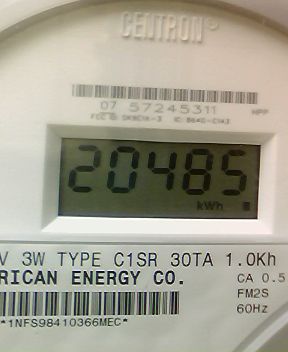 CENTRON®
07 57245311
20485
kWh
V 3W TYPE C1SR 30TA 1.0Kh
RICAN ENERGY CO.
CA 0.5
FM2S
60Hz
*1NFS98410366MEC*